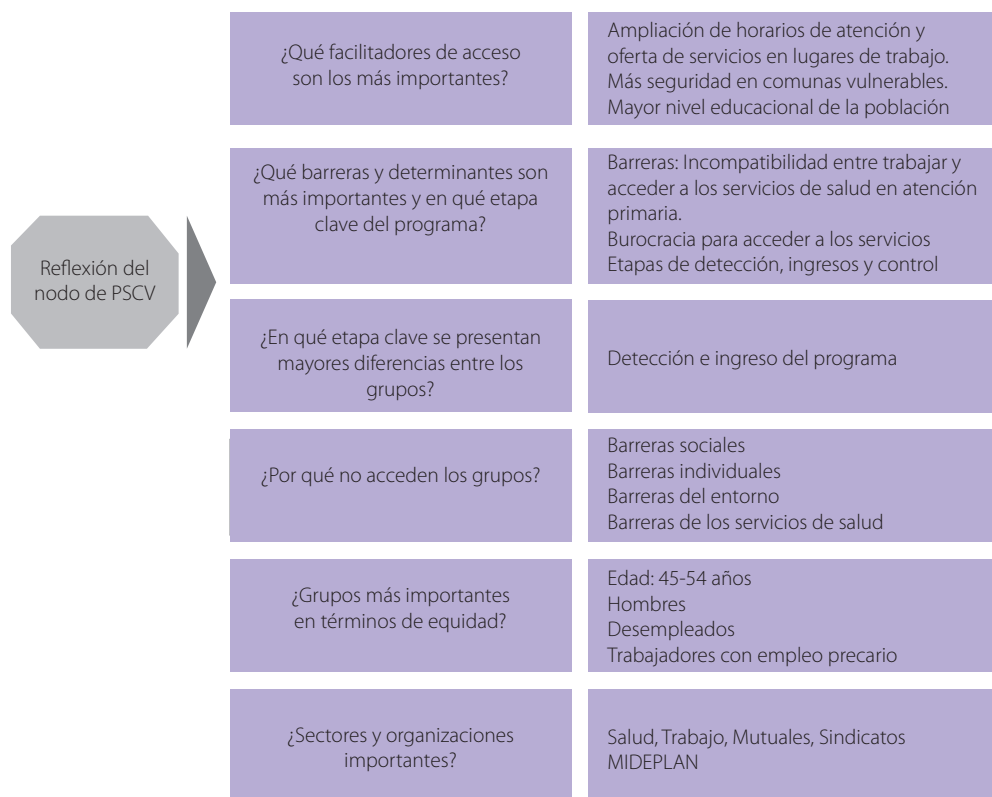 ¿Qué facilitadores de acceso
son los más importantes?
Ampliación de horarios de atención y
oferta de servicios en lugares de trabajo.
Más seguridad en comunas vulnerables.
Mayor nivel educacional de la población
Reflexión del
nodo de PSCV
¿Qué barreras y determinantes son
más importantes y en qué etapa
clave del programa?
Barreras: Incompatibilidad entre trabajar y
acceder a los servicios de salud en atención
primaria.
Burocracia para acceder a los servicios
Etapas de detección, ingresos y control
¿En qué etapa clave se presentan
mayores diferencias entre los
grupos?
Detección e ingreso del programa
¿Por qué no acceden los grupos?
Barreras sociales
Barreras individuales
Barreras del entorno
Barreras de los servicios de salud
¿Grupos más importantes
en términos de equidad?
Edad: 45-54 años
Hombres
Desempleados
Trabajadores con empleo precario
¿Sectores y organizaciones
importantes?
Salud, Trabajo, Mutuales, Sindicatos
MIDEPLAN